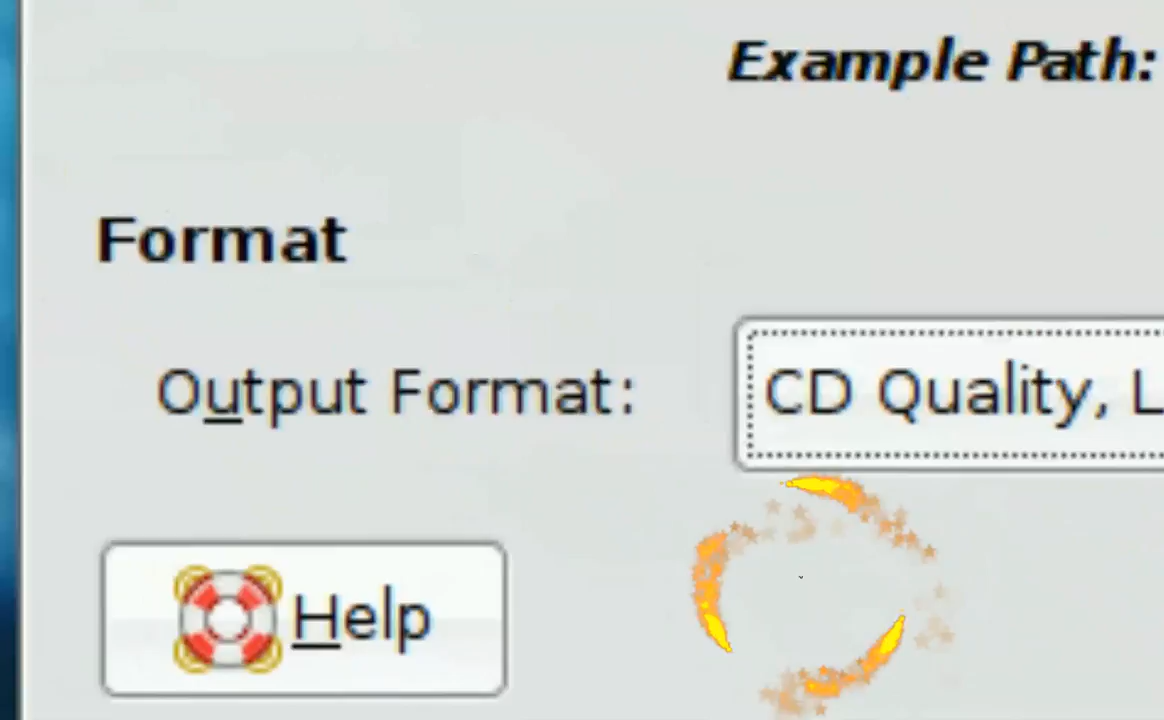 Example Path:
Format
Output Format:
CD Quality, L
Help